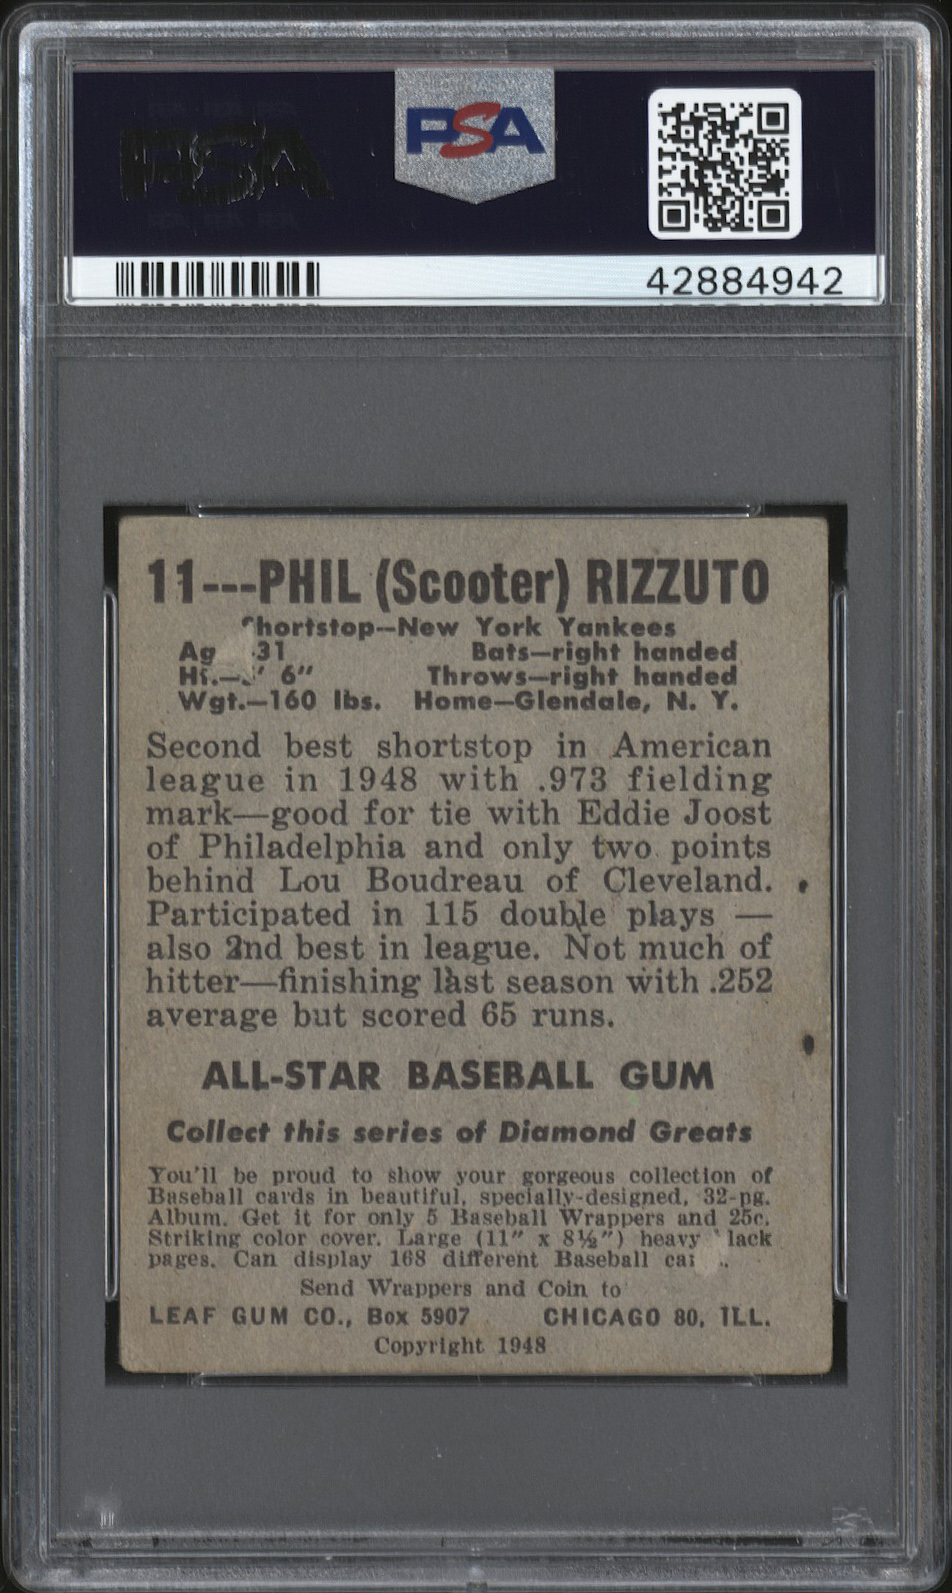 PSA
PSA
42884942
11---PHIL (Scooter) RIZZUTO
Shortstop—New York Yankees
31 Bats—right handed
Ht.— 6" Throws—right handed
Wgt.—160 lbs. Home—Glendale, N. Y.
Second best shortstop in American
league in 1948 with .973 fielding
mark—good for tie with Eddie Joost
of Philadelphia and only two points
behind Lou Boudreau of Cleveland.
Participated in 115 double plays —
also 2nd best in league. Not much of
hitter—finishing last season with .252
average but scored 65 runs.
ALL-STAR BASEBALL GUM
Collect this series of Diamond Greats
You'll be proud to show your gorgeous collection of
Baseball cards in beautiful, specially-designed, 32-pg.
Album. Get it for only 5 Baseball Wrappers and 25c.
Striking color cover. Large (11" x 8½") heavy lack
pages. Can display 168 different Baseball
Send Wrappers and Coin to
LEAF GUM CO., Box 5907 CHICAGO 80, ILL.
Copyright 1948